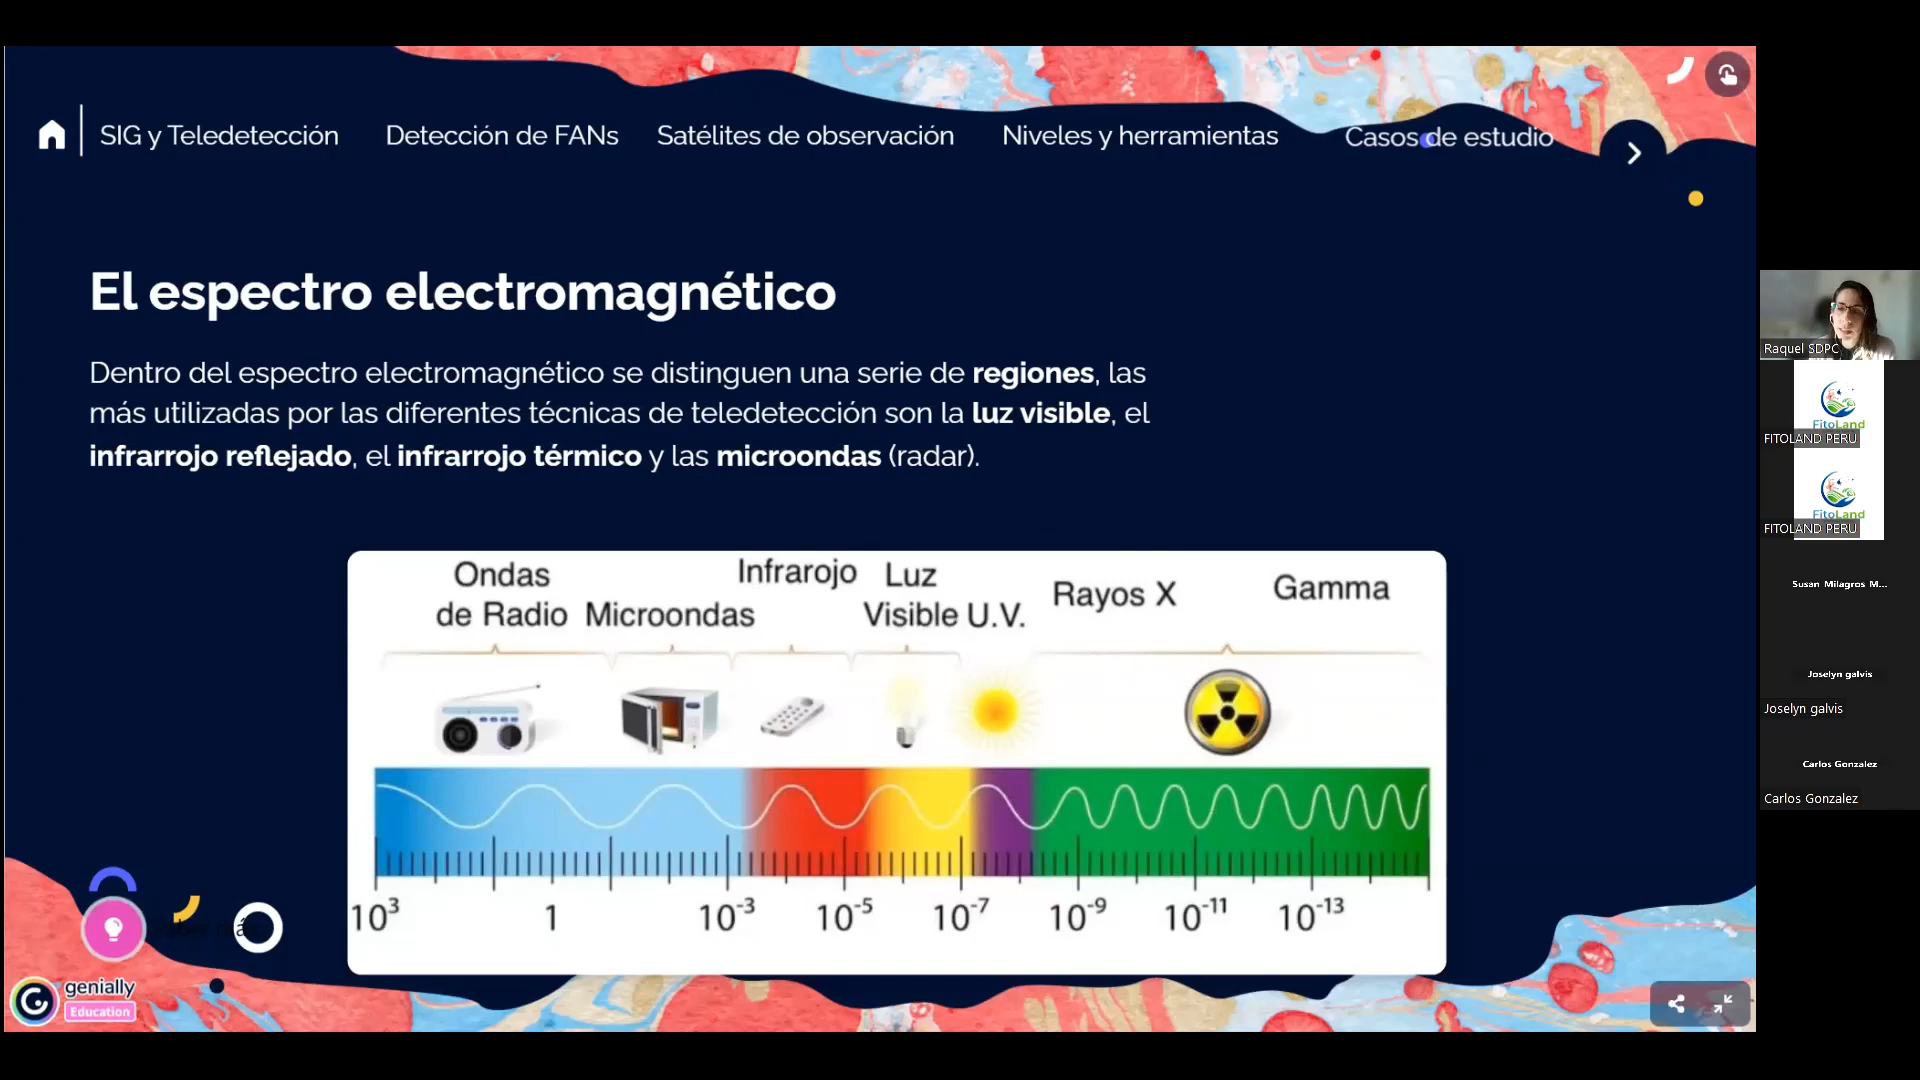 SIG y Teledetección
Detección de FANs
Satélites de observación
Niveles y herramientas
Casos de estudio
El espectro electromagnético
Dentro del espectro electromagnético se distinguen una serie de regiones, las
más utilizadas por las diferentes técnicas de teledetección son la luz visible, el
infrarrojo reflejado, el infrarrojo térmico y las microondas (radar).
Ondas
de Radio
Microondas
Infrarojo
Luz
Visible
U.V.
Rayos X
Gamma
10³
1
10⁻³
10⁻⁵
10⁻⁷
10⁻⁹
10⁻¹¹
10⁻¹³
genially
Education
Raquel SDPC
FitoLand
FITOLAND PERU
FitoLand
FITOLAND PERU
Susan Milagros M...
Joselyn galvis
Joselyn galvis
Carlos Gonzalez
Carlos Gonzalez